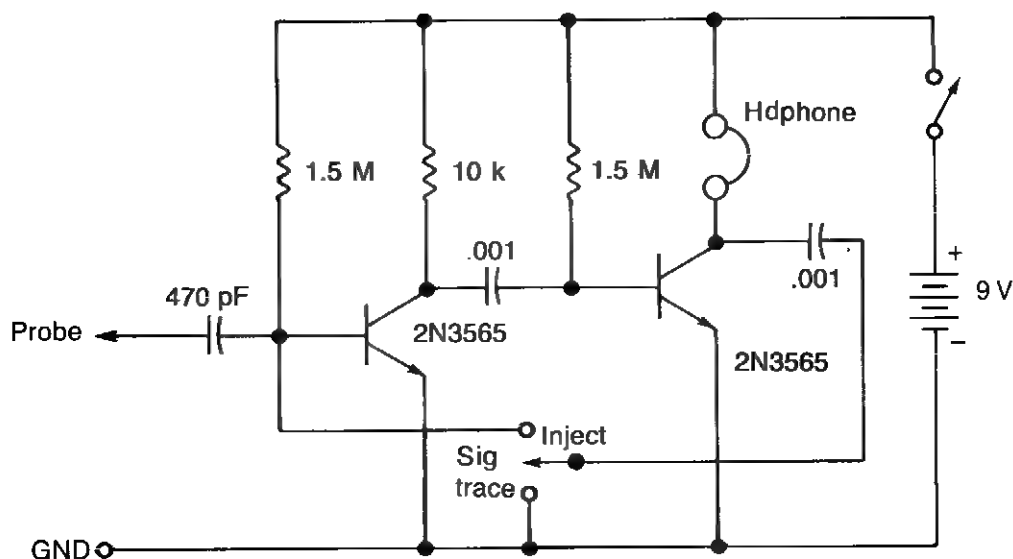 Hdphone
1.5 M
10 k
1.5 M
.001
.001
+
9 V
−
470 pF
Probe
2N3565
2N3565
Inject
Sig
trace
GND